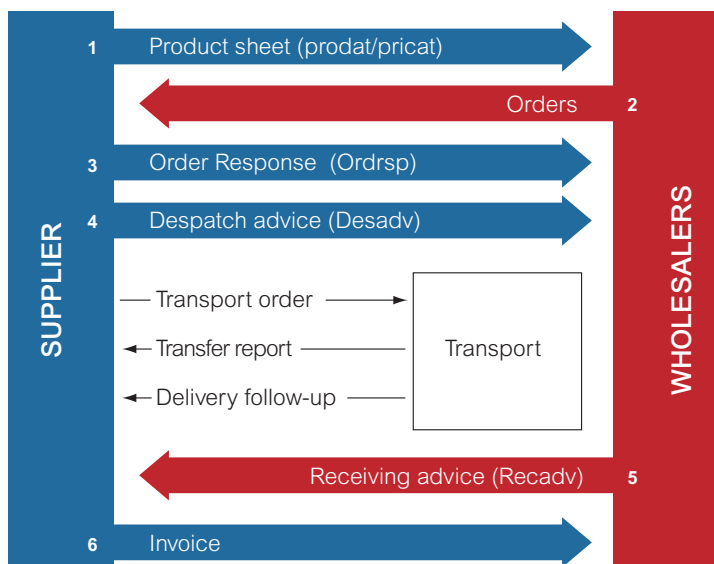 1 Product sheet (prodat/pricat)
Orders 2
3 Order Response (Ordrsp)
4 Despatch advice (Desadv)
SUPPLIER
WHOLESALERS
Transport order
Transfer report
Transport
Delivery follow-up
Receiving advice (Recadv) 5
6 Invoice